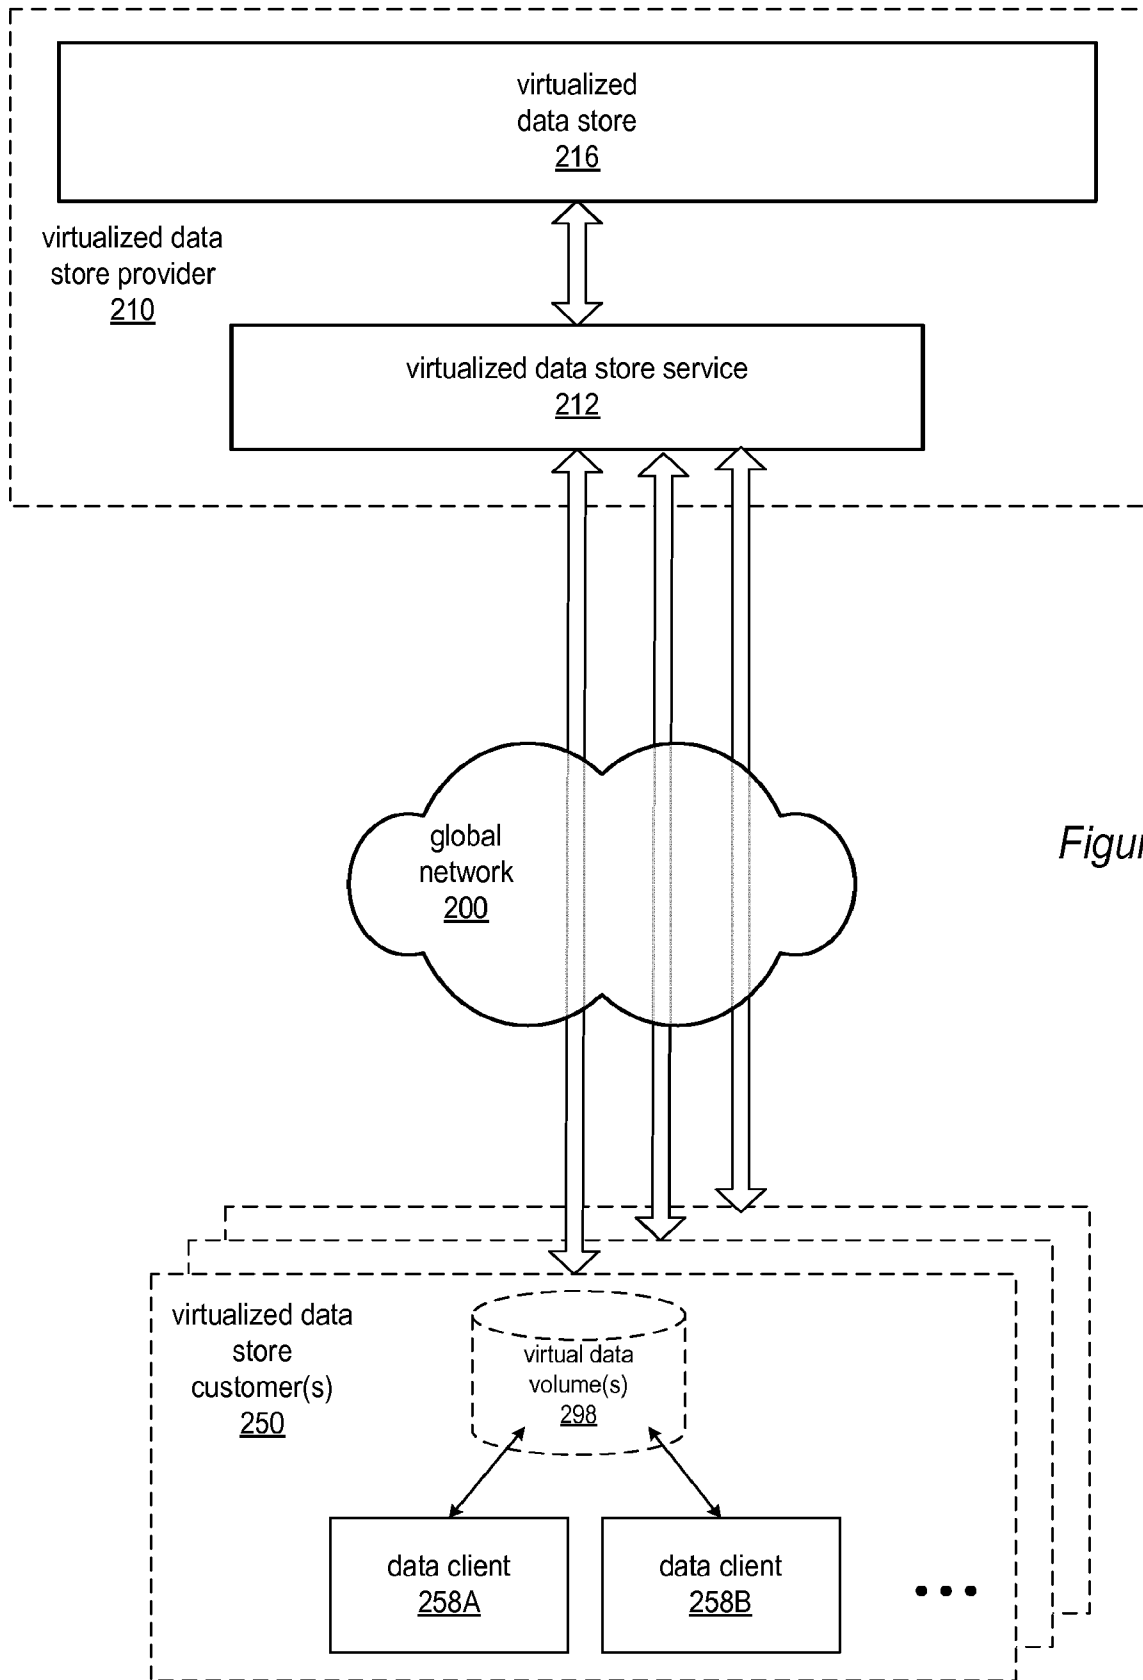 virtualized
data store
216
virtualized data
store provider
210
virtualized data store service
212
global
network
200
Figur
virtualized data
store
customer(s)
250
virtual data
volume(s)
298
data client
258A
data client
258B